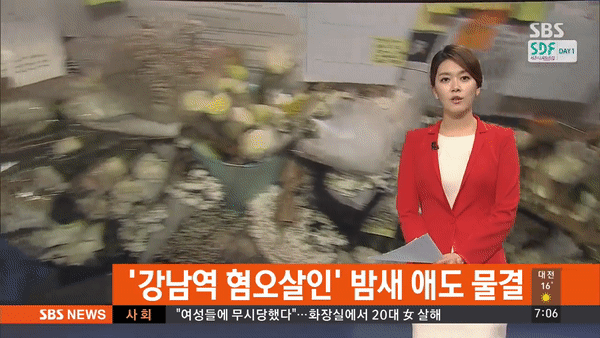 SBS
SDF DAY 1
'강남역 혐오살인' 밤새 애도 물결
대전
16°
SBS NEWS 사 회 "여성들에 무시당했다"…화장실에서 20대 女 살해 7:06